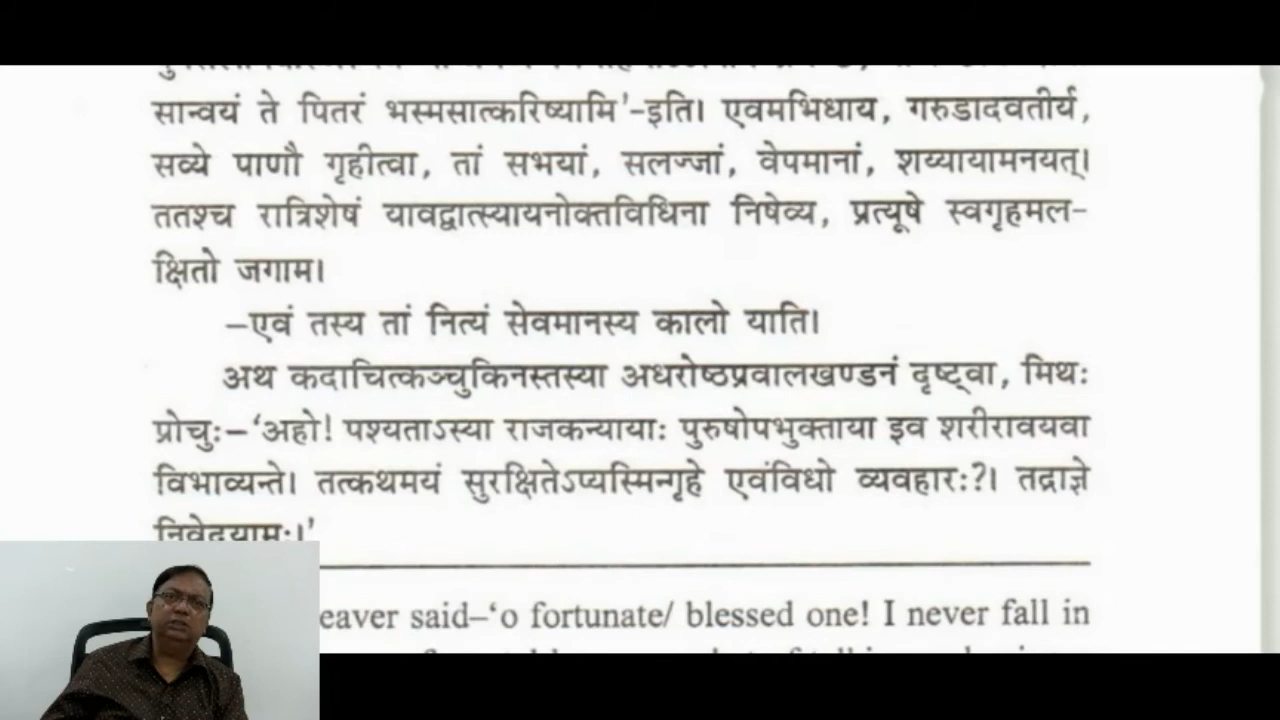 सान्वयं ते पितरं भस्मसात्करिष्यामि'-इति। एवमभिधाय, गरुडादवतीर्य,
सव्ये पाणौ गृहीत्वा, तां सभयां, सलज्जां, वेपमानां, शय्यायामनयत्।
ततश्च रात्रिशेषं यावद्वात्स्यायनोक्तविधिना निषेव्य, प्रत्यूषे स्वगृहमल-
क्षितो जगाम।
–एवं तस्य तां नित्यं सेवमानस्य कालो याति।
अथ कदाचित्कञ्चुकिनस्तस्या अधरोष्ठप्रवालखण्डनं दृष्ट्वा, मिथः
प्रोचुः–'अहो! पश्यताऽस्या राजकन्यायाः पुरुषोपभुक्ताया इव शरीरावयवा
विभाव्यन्ते। तत्कथमयं सुरक्षितेऽप्यस्मिन्गृहे एवंविधो व्यवहारः?। तद्राज्ञे
निवेदयामः।'
eaver said–'o fortunate/ blessed one! I never fall in